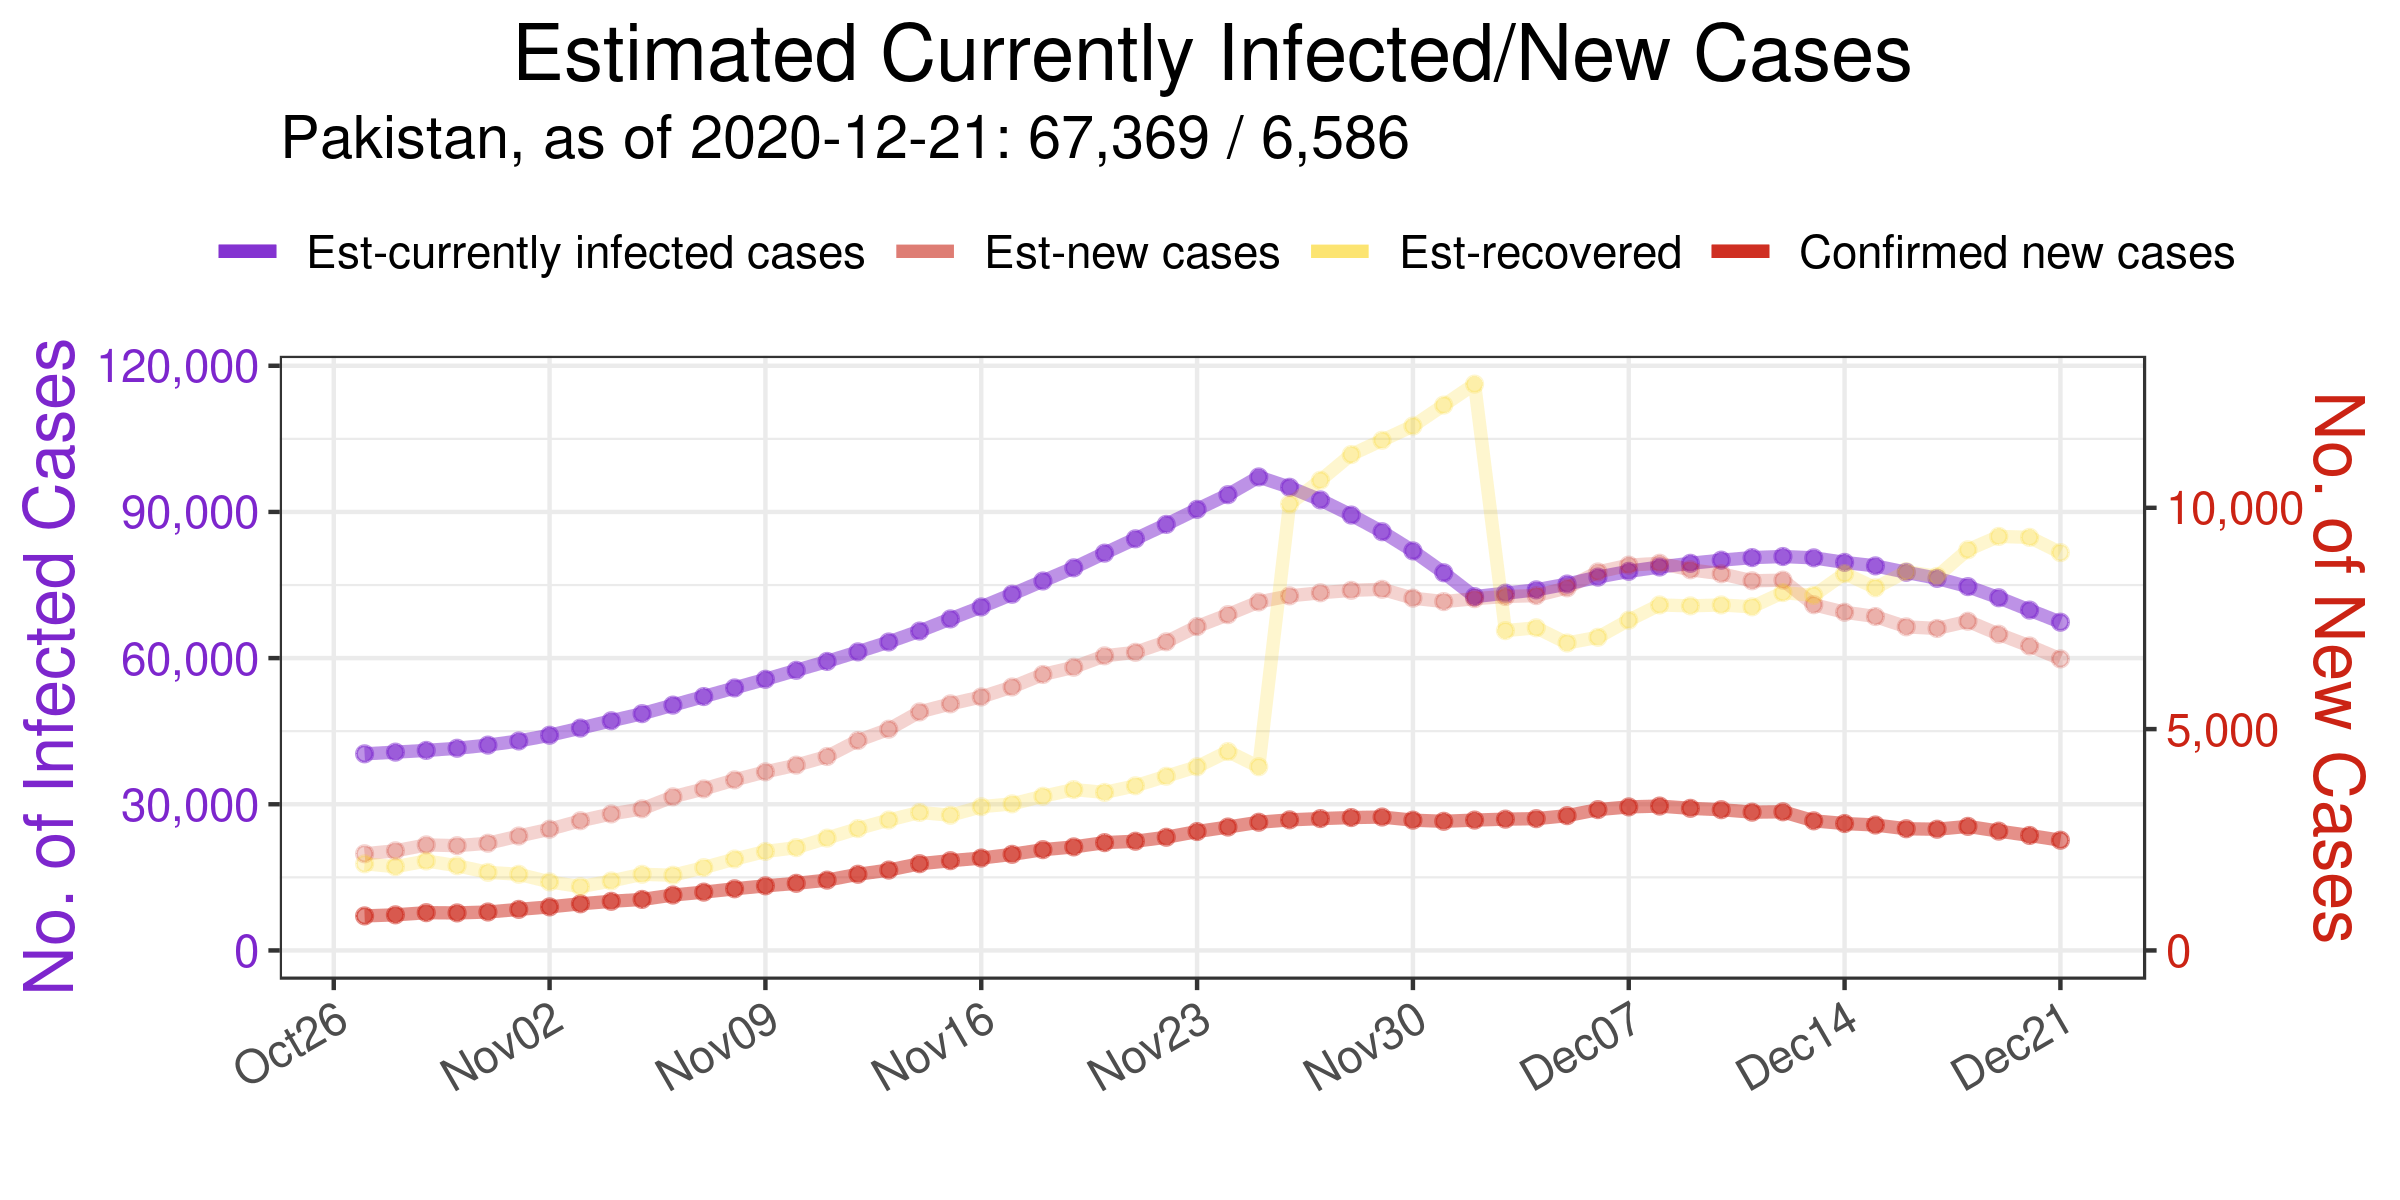 Estimated Currently Infected/New Cases
Pakistan, as of 2020-12-21: 67,369 / 6,586
Est-currently infected cases Est-new cases Est-recovered Confirmed new cases
No. of Infected Cases
120,000
90,000
60,000
30,000
0
10,000
5,000
0
No. of New Cases
Oct26 Nov02 Nov09 Nov16 Nov23 Nov30 Dec07 Dec14 Dec21